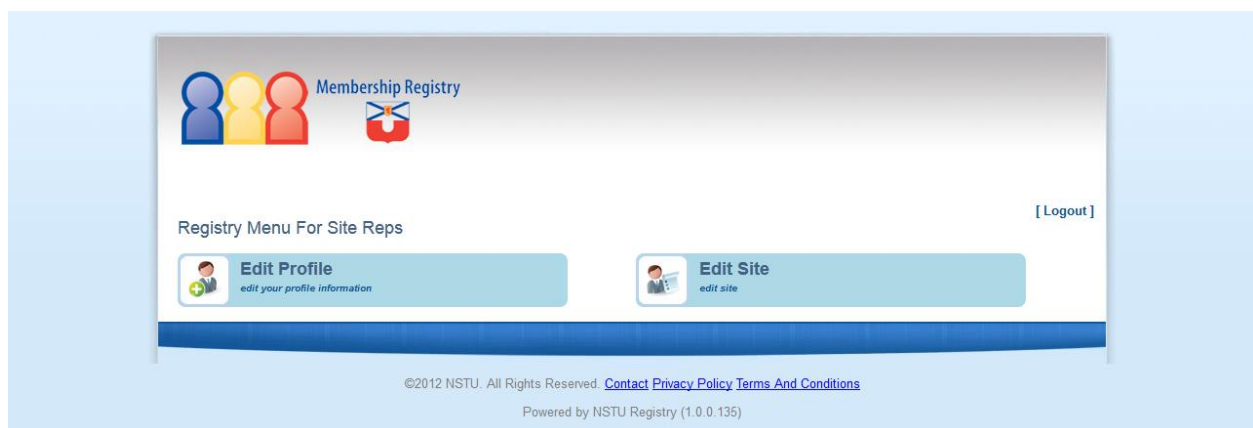 Membership Registry
[ Logout ]
Registry Menu For Site Reps
Edit Profile
edit your profile information
Edit Site
edit site
©2012 NSTU. All Rights Reserved. Contact Privacy Policy Terms And Conditions
Powered by NSTU Registry (1.0.0.135)